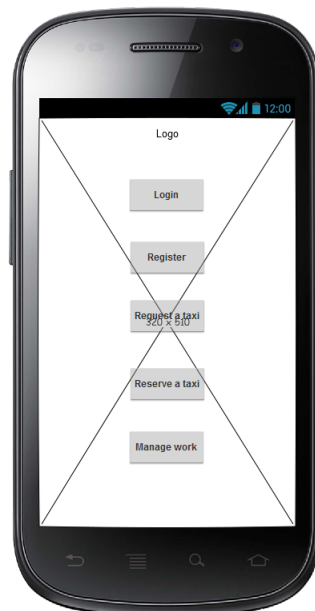 12:00
Logo
Login
Register
Request a taxi
320 × 510
Reserve a taxi
Manage work